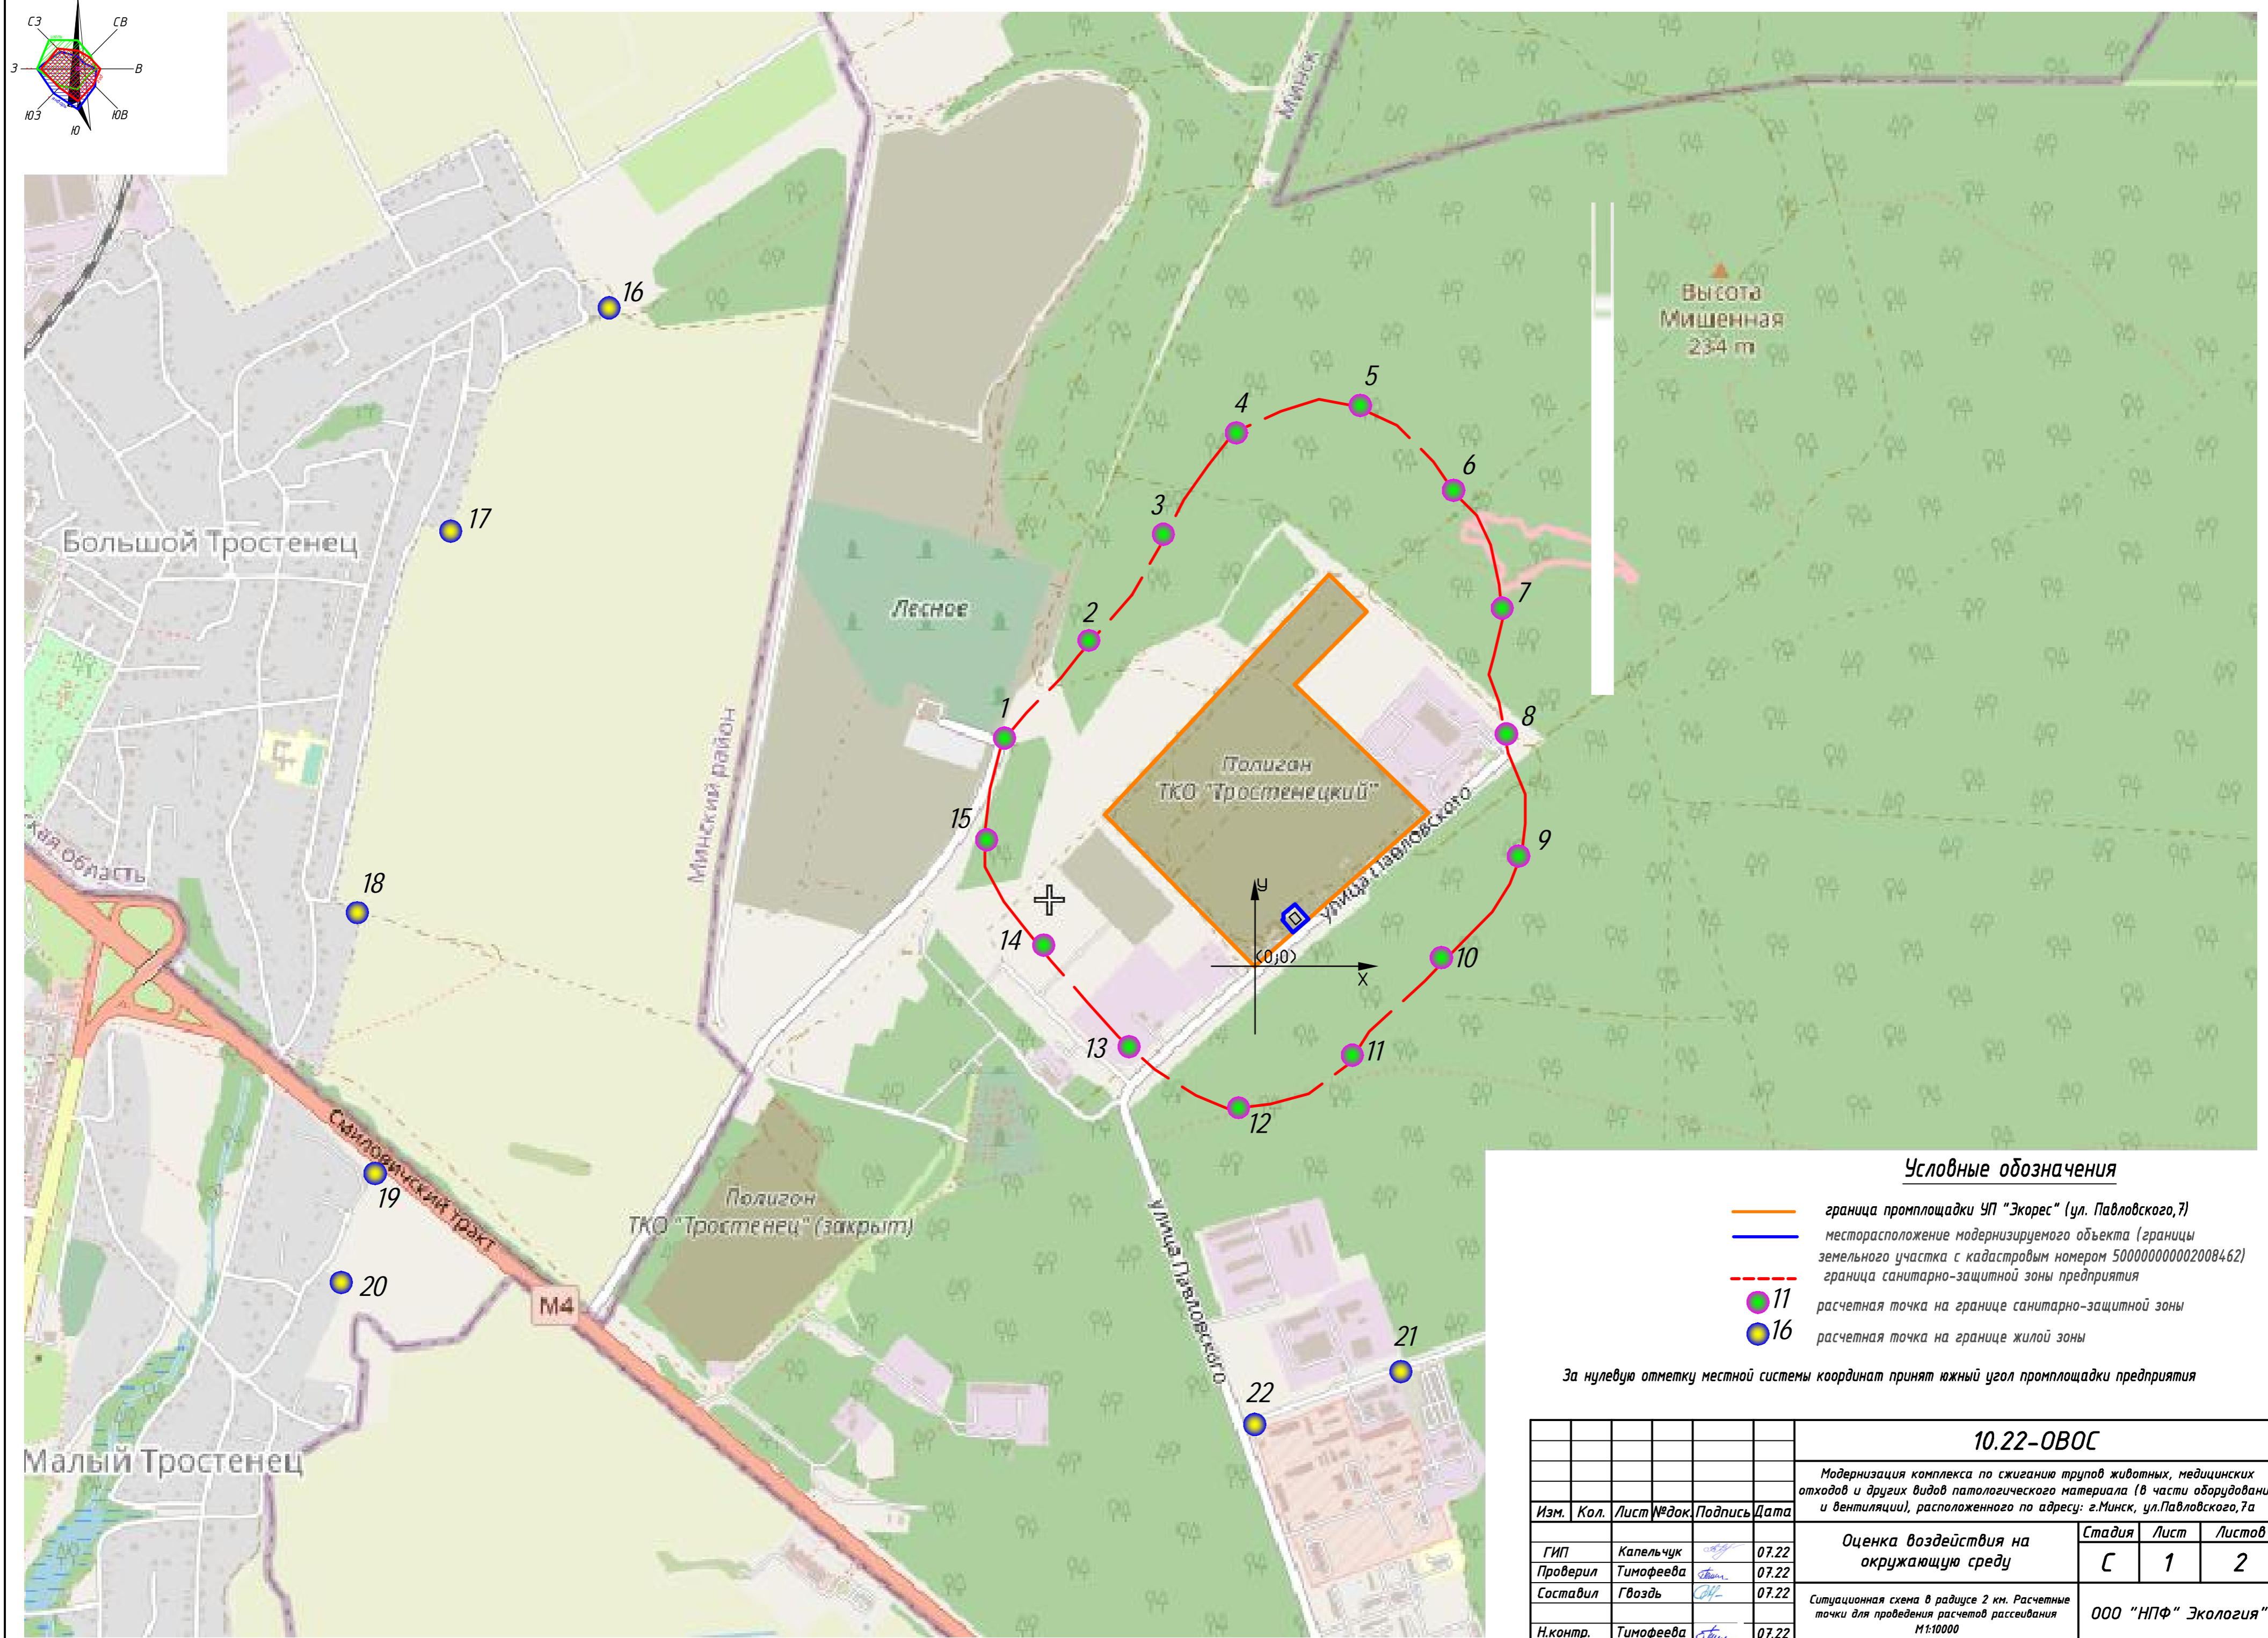 СЗ
СВ
З
В
ЮЗ
Ю
ЮВ
МИНСК
Высота
Мишенная
234 m
16
17
Большой Тростенец
5
4
6
3
7
2
Лесное
1
8
Минский район
Полигон
ТКО "Тростенецкий"
15
9
улица Павловского
ская Область
18
14
y
(0;0)
x
10
13
11
12
Смиловичский тракт
19
20
Полигон
ТКО "Тростенец" (закрыт)
М4
улица Павловского
21
22
Малый Тростенец
Условные обозначения
граница промплощадки УП "Экорес" (ул. Павловского,7)
месторасположение модернизируемого объекта (границы
земельного участка с кадастровым номером 500000000002008462)
граница санитарно-защитной зоны предприятия
11 расчетная точка на границе санитарно-защитной зоны
16 расчетная точка на границе жилой зоны
За нулевую отметку местной системы координат принят южный угол промплощадки предприятия
10.22-ОВОС
Модернизация комплекса по сжиганию трупов животных, медицинских
отходов и других видов патологического материала (в части оборудовани
и вентиляции), расположенного по адресу: г.Минск, ул.Павловского,7а
Изм. Кол. Лист №док. Подпись Дата
Оценка воздействия на
окружающую среду
Стадия Лист Листов
С 1 2
ГИП Капельчук 07.22
Проверил Тимофеева 07.22
Составил Гвоздь 07.22
Ситуационная схема в радиусе 2 км. Расчетные
точки для проведения расчетов рассеивания
М1:10000
ООО "НПФ" Экология"
Н.контр. Тимофеева 07.22